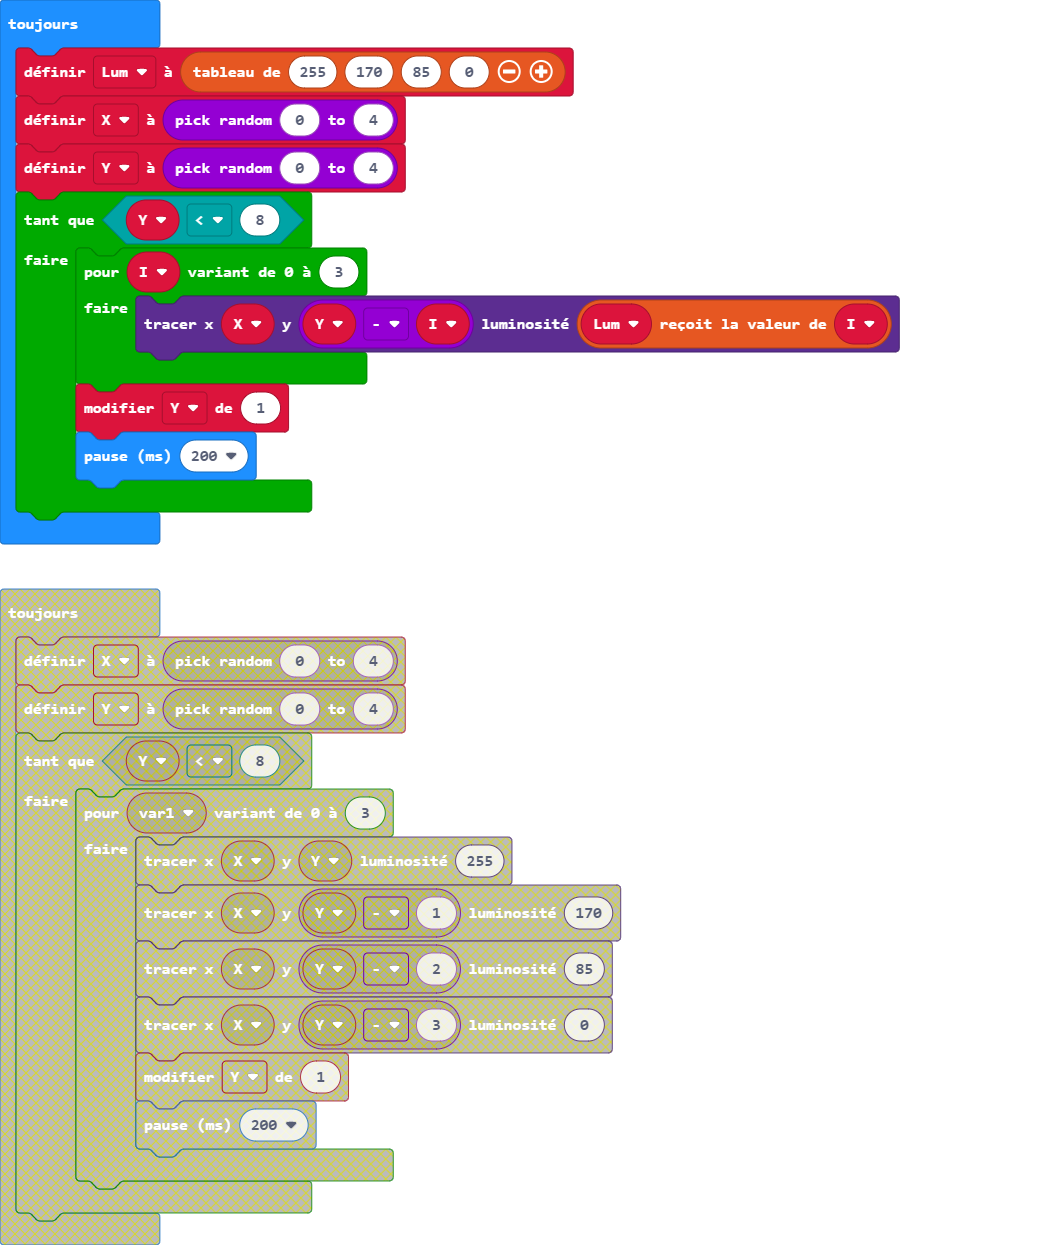 toujours
définir Lum à tableau de 255 170 85 0
définir X à pick random 0 to 4
définir Y à pick random 0 to 4
tant que Y < 8
faire
pour I variant de 0 à 3
faire
tracer x X y Y - I luminosité Lum reçoit la valeur de I
modifier Y de 1
pause (ms) 200
toujours
définir X à pick random 0 to 4
définir Y à pick random 0 to 4
tant que Y < 8
faire
pour var1 variant de 0 à 3
faire
tracer x X y Y luminosité 255
tracer x X y Y - 1 luminosité 170
tracer x X y Y - 2 luminosité 85
tracer x X y Y - 3 luminosité 0
modifier Y de 1
pause (ms) 200